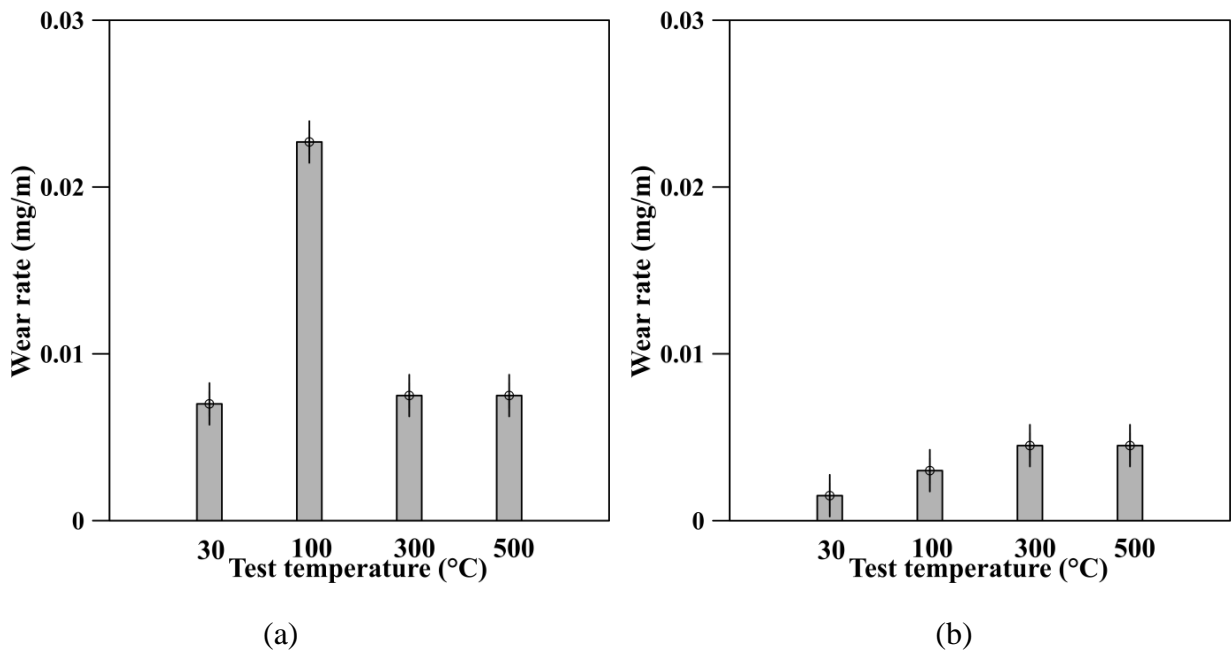 0.03
0.02
0.01
0
Wear rate (mg/m)
30 100 300 500
Test temperature (°C)
(a)
0.03
0.02
0.01
0
Wear rate (mg/m)
30 100 300 500
Test temperature (°C)
(b)